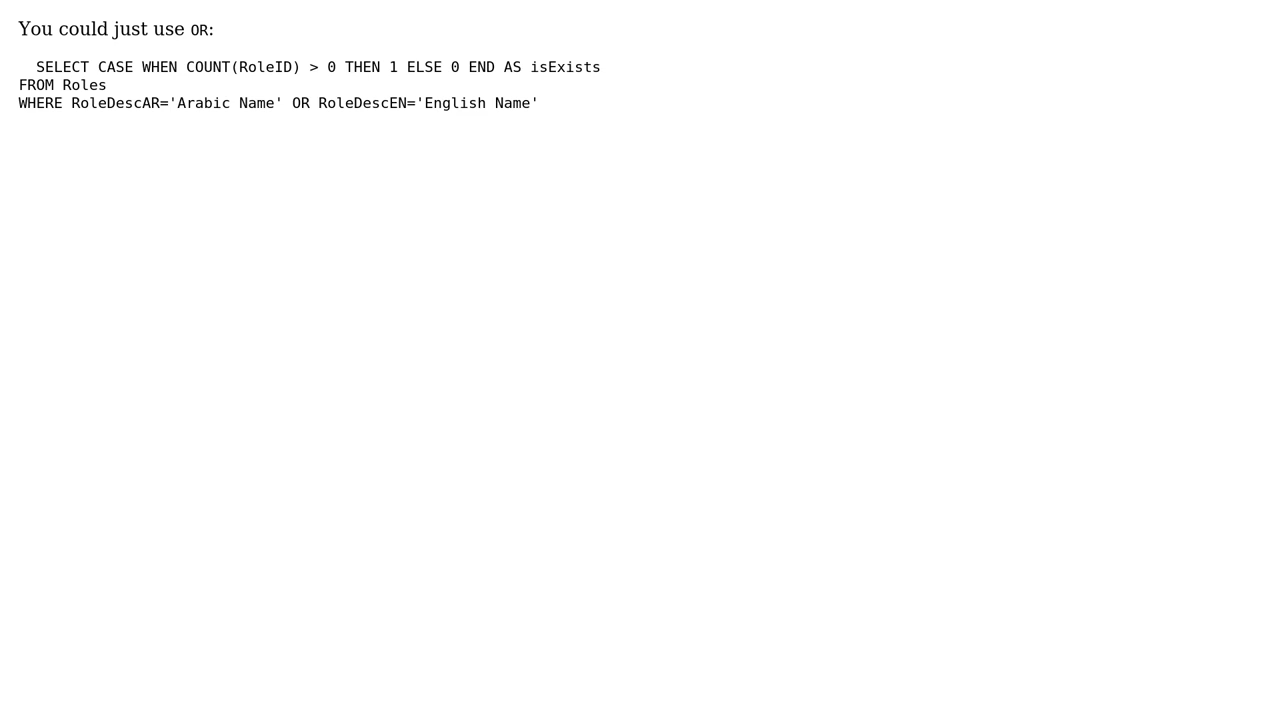 You could just use OR:
  SELECT CASE WHEN COUNT(RoleID) > 0 THEN 1 ELSE 0 END AS isExists
FROM Roles
WHERE RoleDescAR='Arabic Name' OR RoleDescEN='English Name'